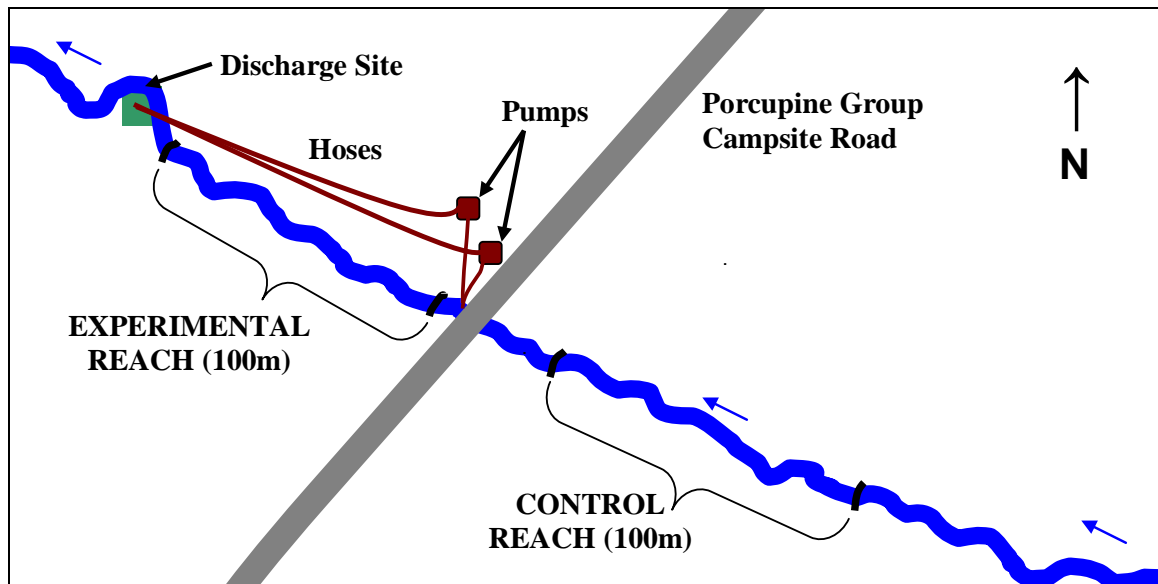 Discharge Site
Pumps
Porcupine Group
Campsite Road
Hoses
N
EXPERIMENTAL
REACH (100m)
CONTROL
REACH (100m)